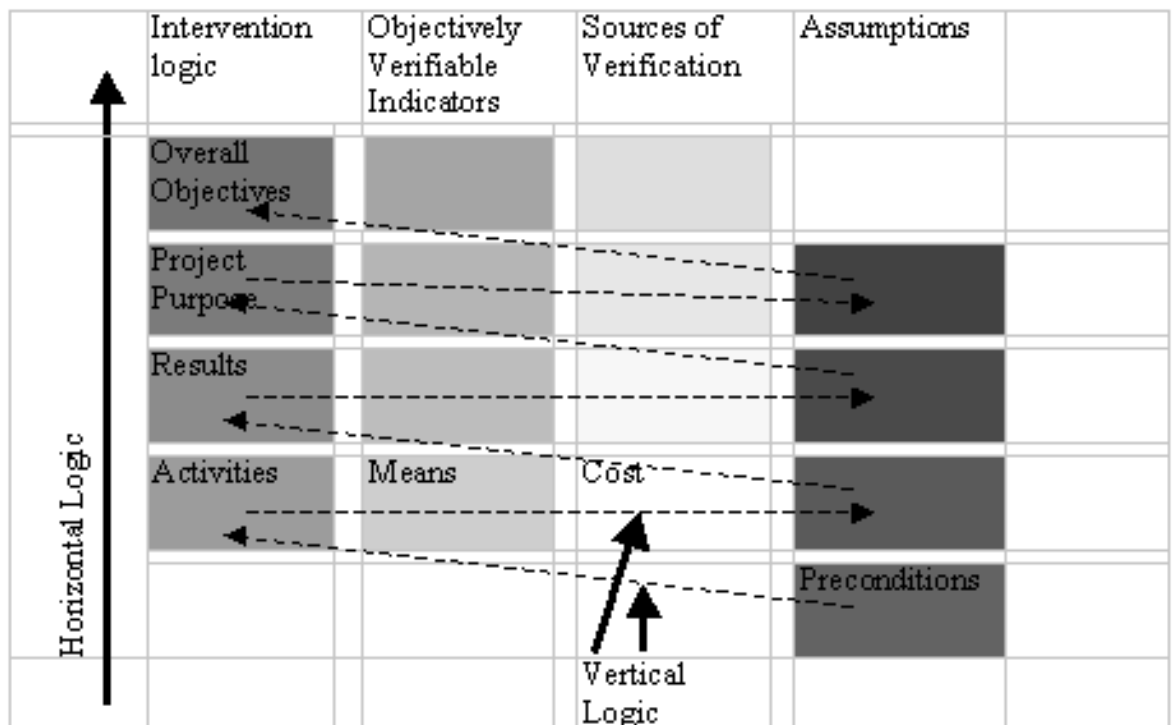 Intervention
logic
Objectively
Verifiable
Indicators
Sources of
Verification
Assumptions
Overall
Objectives
Project
Purpose
Results
Activities
Means
Cost
Preconditions
Horizontal Logic
Vertical
Logic